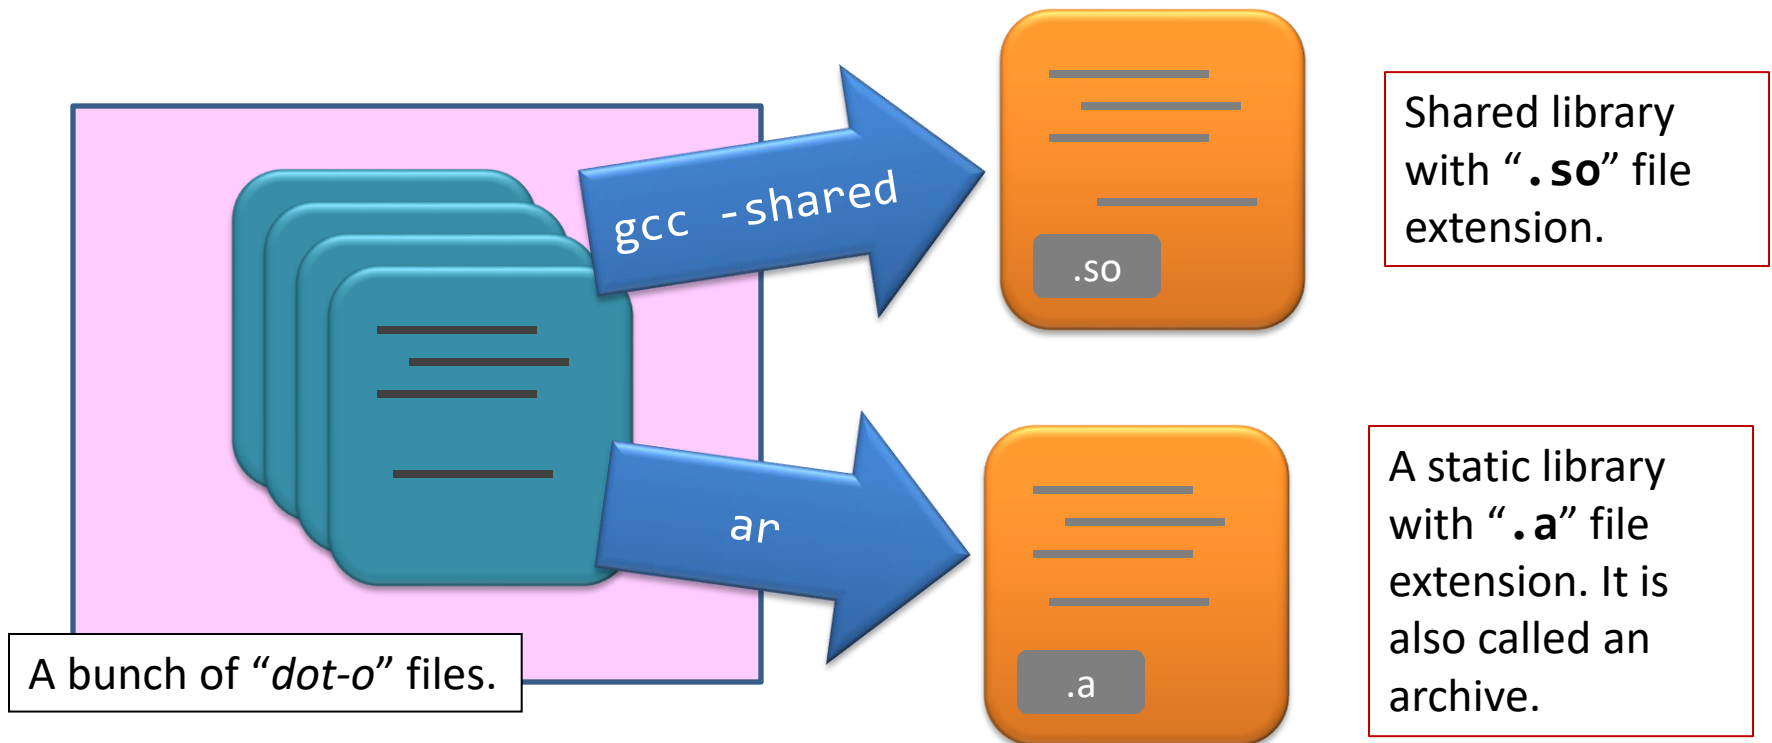 gcc -shared
.so
Shared library
with “.so” file
extension.
ar
.a
A static library
with “.a” file
extension. It is
also called an
archive.
A bunch of “dot-o” files.